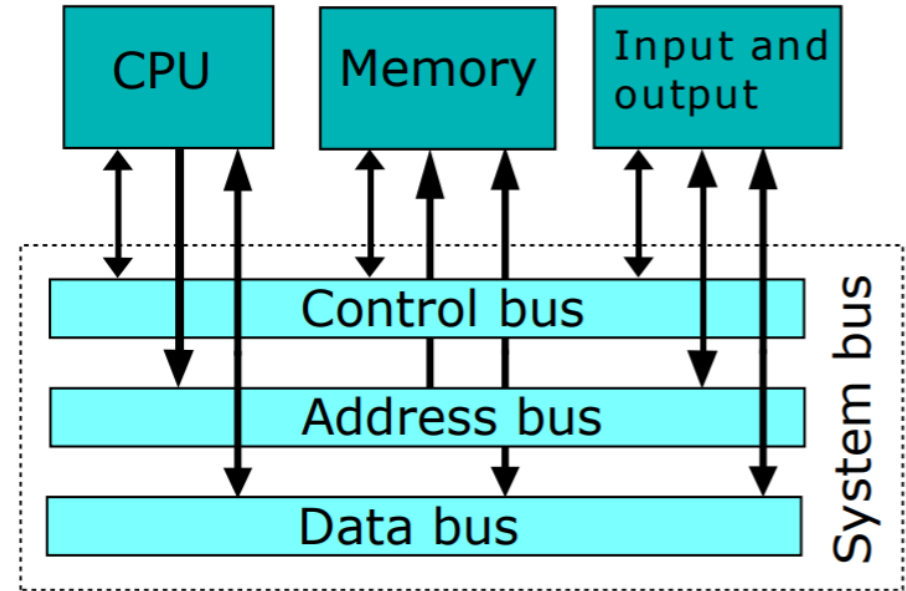 CPU
Memory
Input and
output
Control bus
Address bus
Data bus
System bus